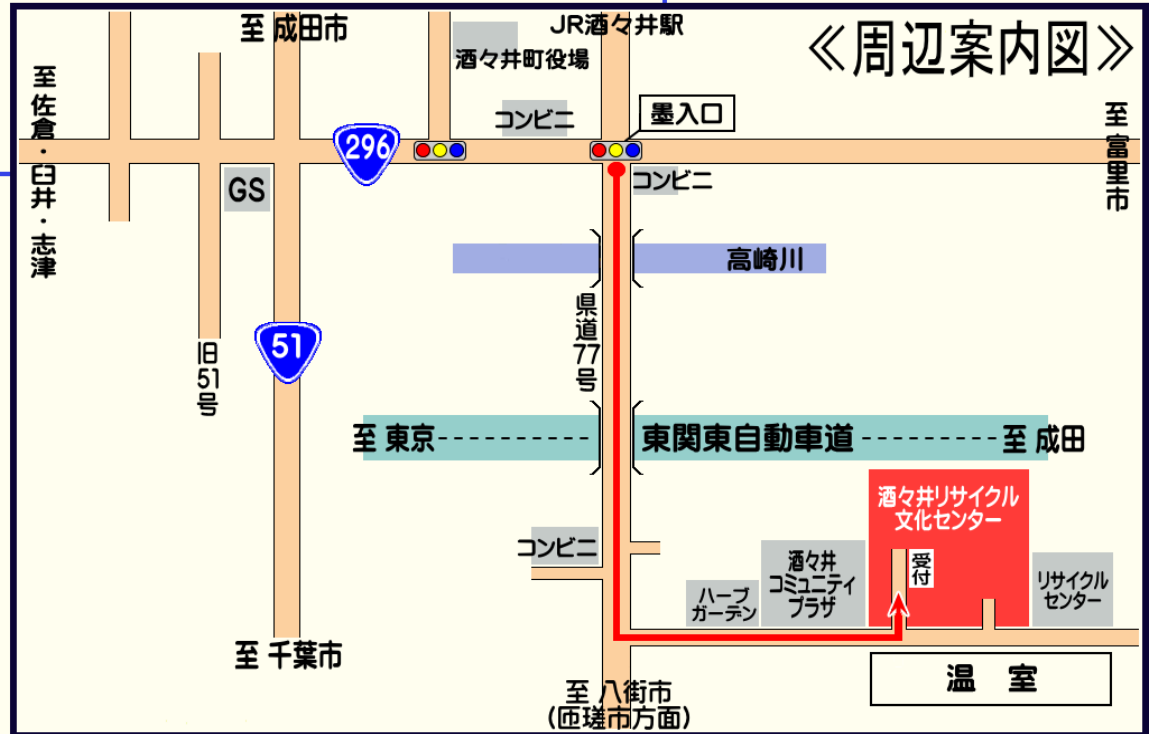 ≪周辺案内図≫
至 成田市
JR酒々井駅
酒々井町役場
コンビニ
墨入口
至佐倉・臼井・志津
296
至富里市
GS
コンビニ
高崎川
県道77号
旧51号
51
至 東京
東関東自動車道
至 成田
酒々井リサイクル
文化センター
受付
コンビニ
酒々井
コミュニティ
プラザ
ハーブ
ガーデン
リサイクル
センター
至 千葉市
温 室
至 八街市
(匝瑳市方面)